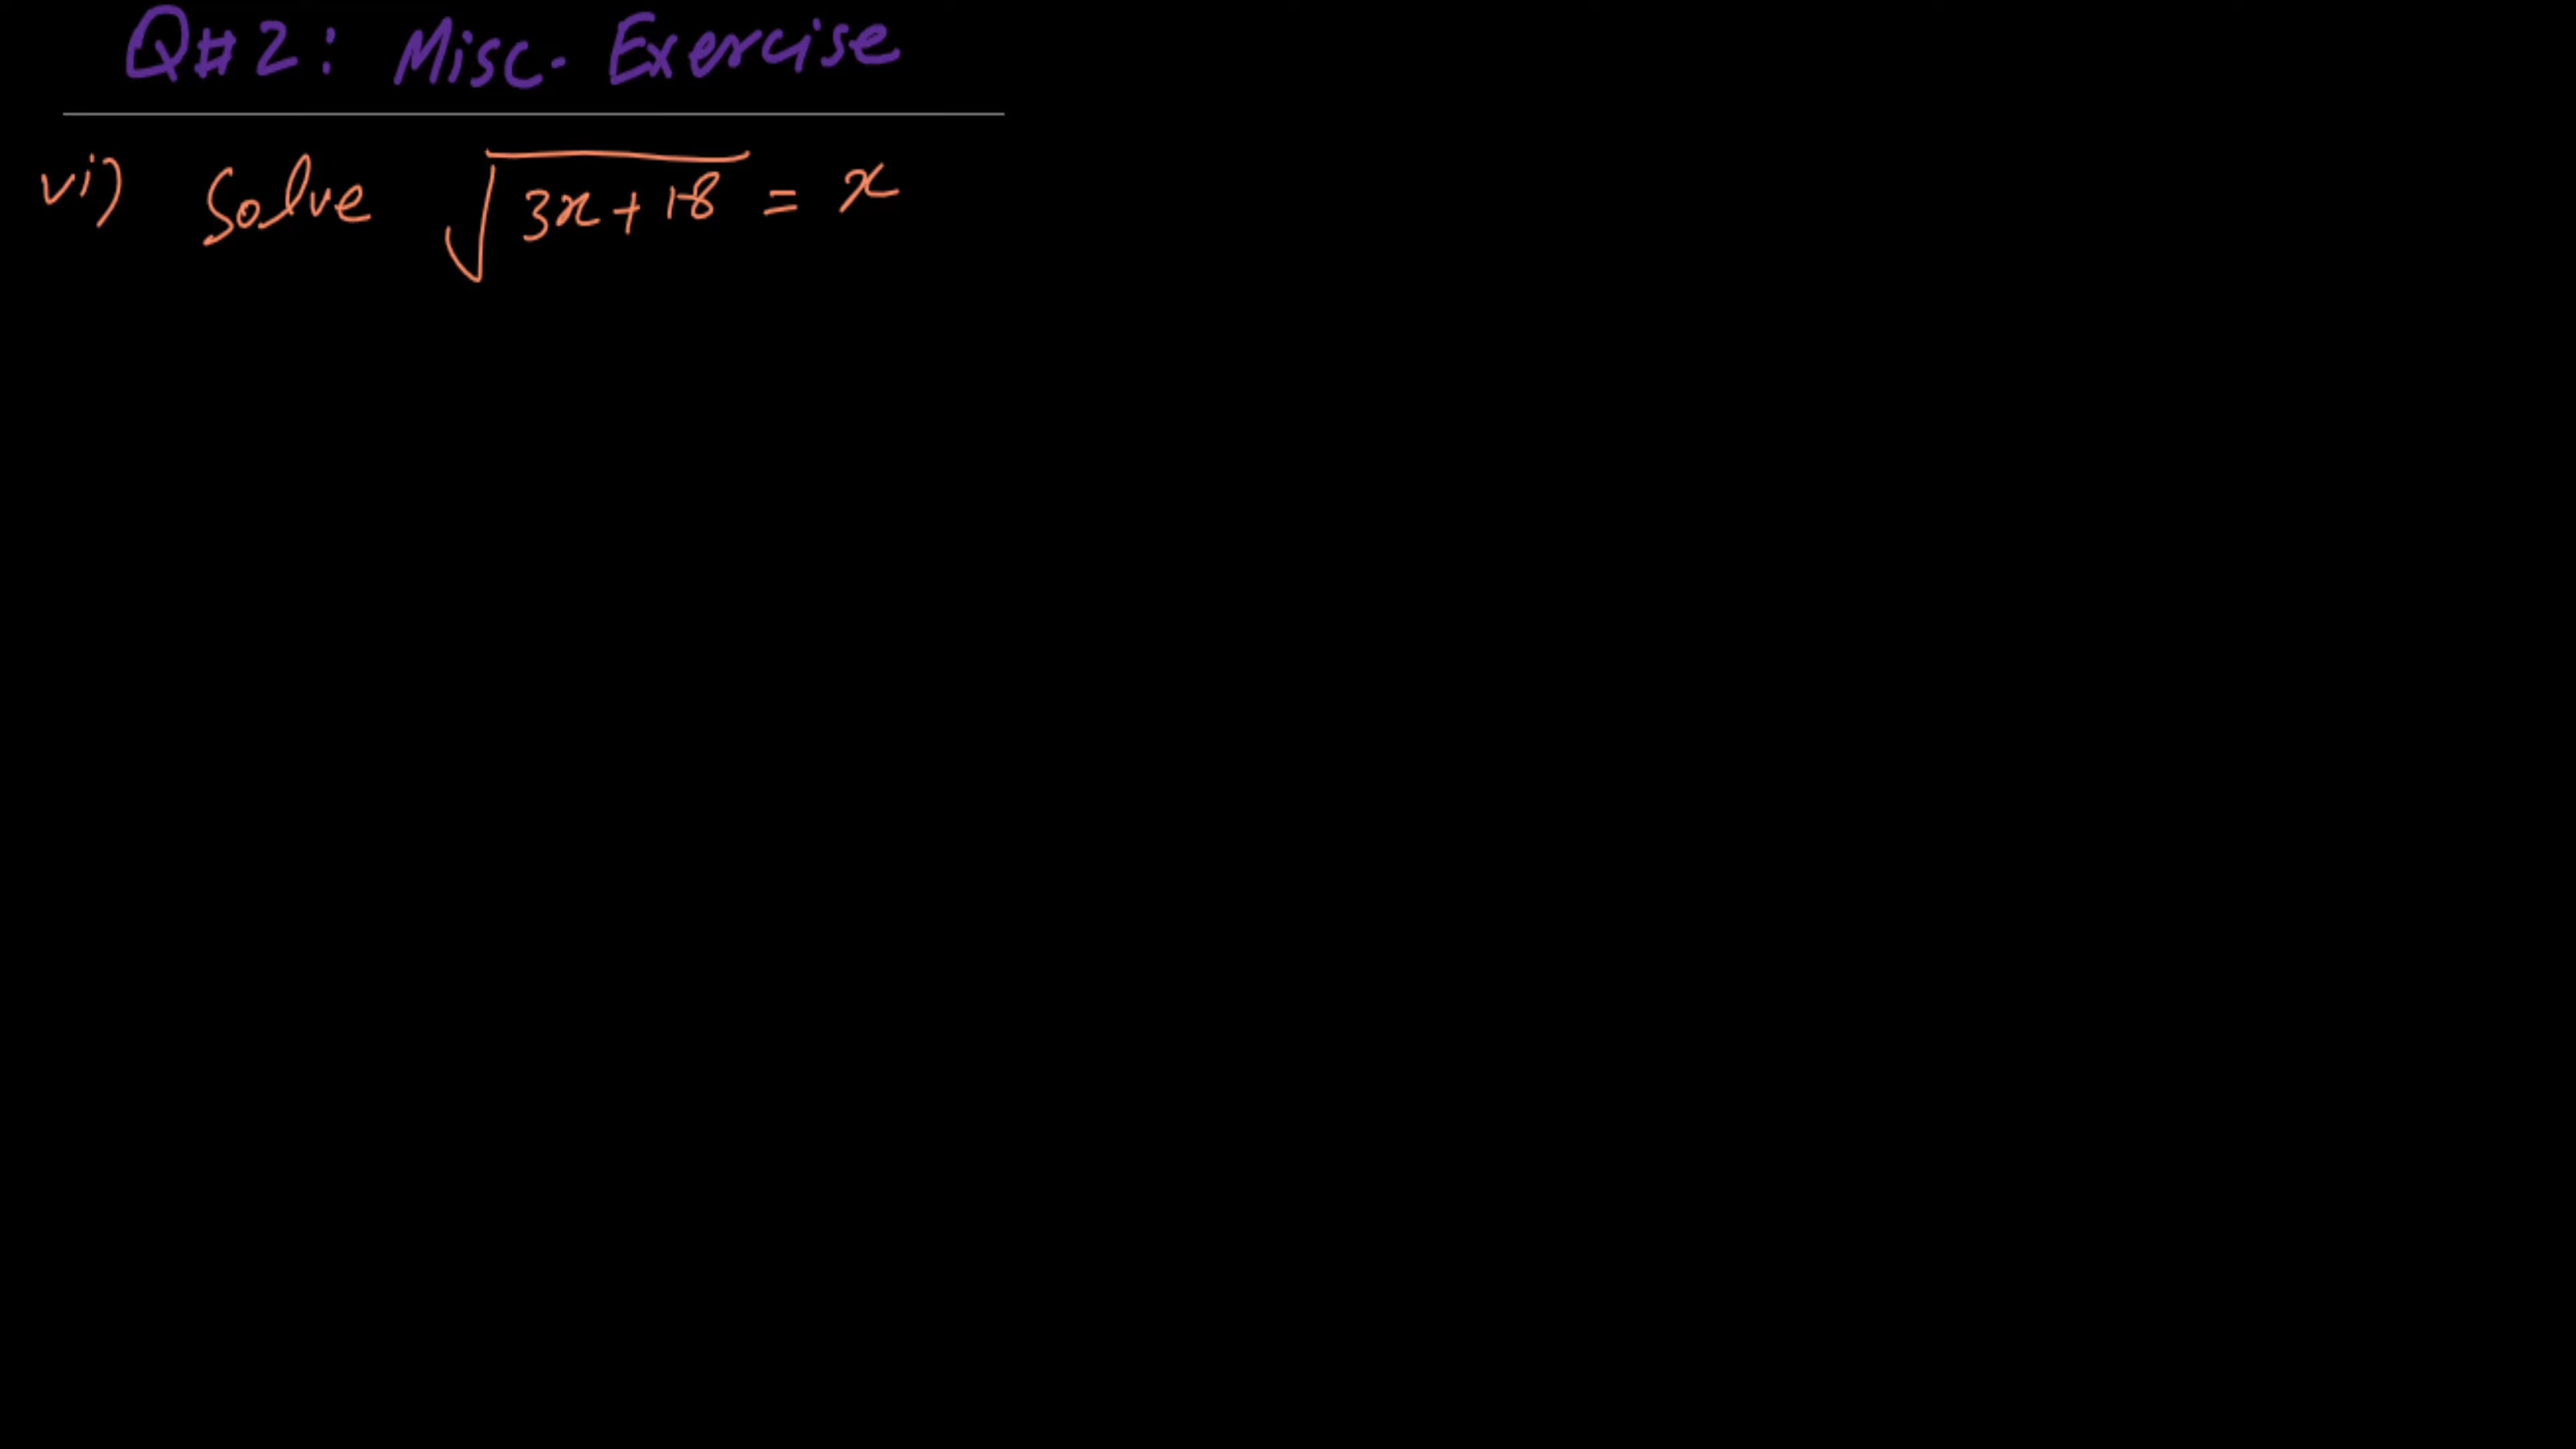 Q#2: Misc. Exercise
vi) Solve √(3x+18) = x